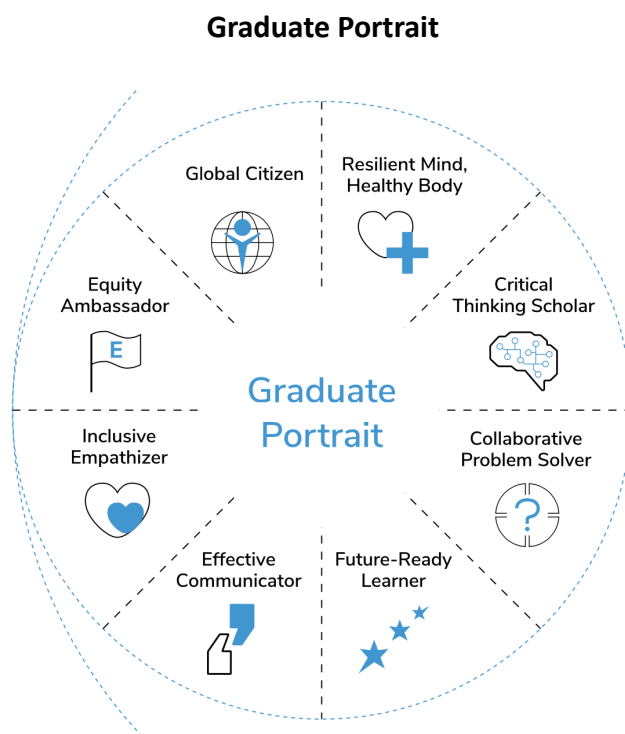 Graduate Portrait
Global Citizen
Resilient Mind,
Healthy Body
Critical
Thinking Scholar
Collaborative
Problem Solver
?
Future-Ready
Learner
Effective
Communicator
Inclusive
Empathizer
Equity
Ambassador
E
Graduate
Portrait